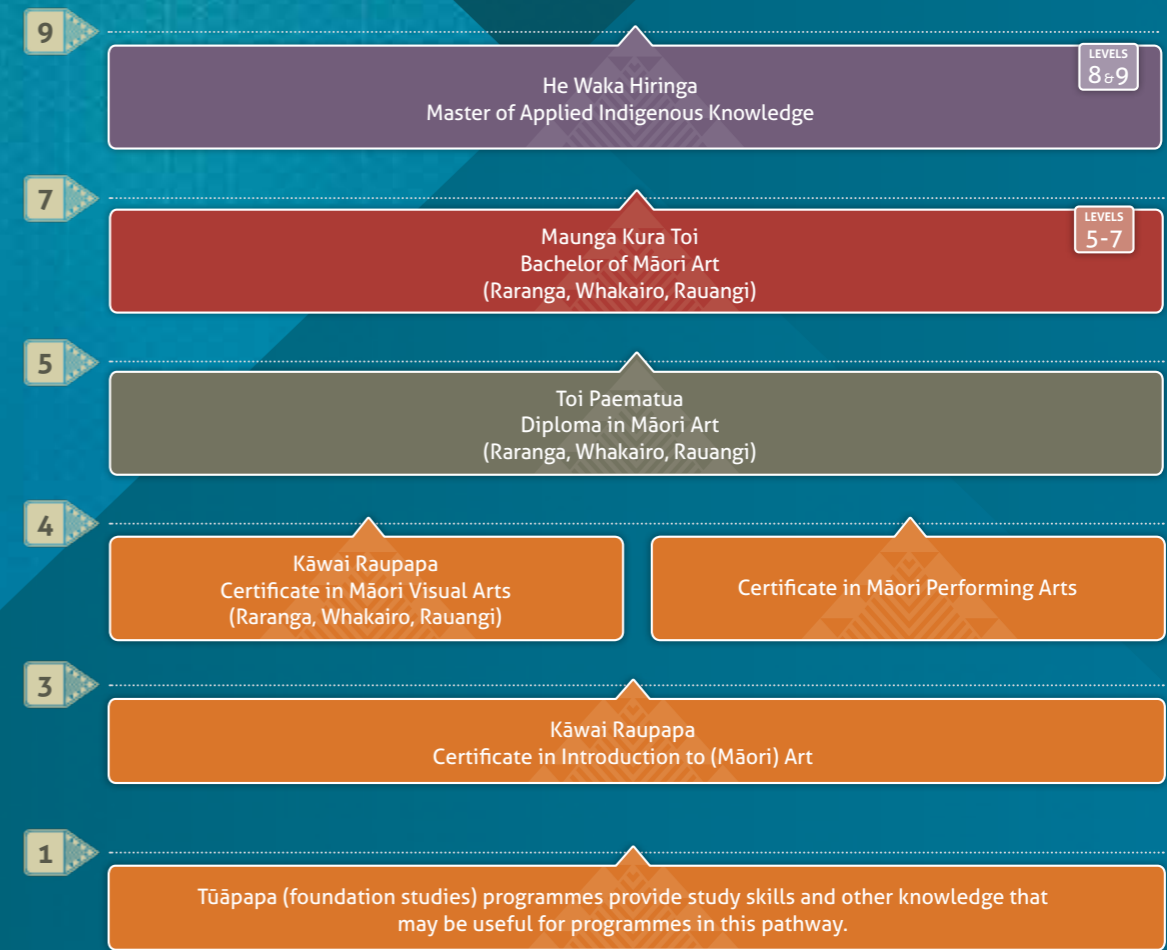 9
LEVELS
8&9
He Waka Hiringa
Master of Applied Indigenous Knowledge
7
LEVELS
5-7
Maunga Kura Toi
Bachelor of Māori Art
(Raranga, Whakairo, Rauangi)
5
Toi Paematua
Diploma in Māori Art
(Raranga, Whakairo, Rauangi)
4
Kāwai Raupapa
Certificate in Māori Visual Arts
(Raranga, Whakairo, Rauangi)
Certificate in Māori Performing Arts
3
Kāwai Raupapa
Certificate in Introduction to (Māori) Art
1
Tūāpapa (foundation studies) programmes provide study skills and other knowledge that
may be useful for programmes in this pathway.